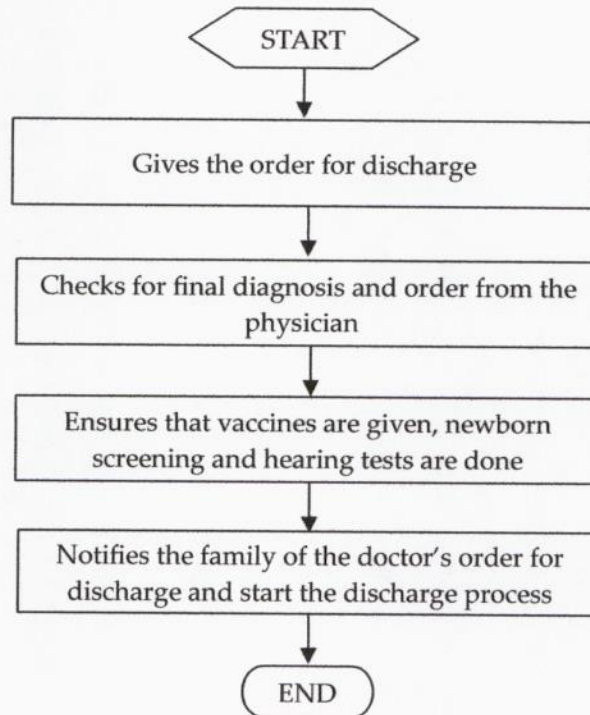 START
Gives the order for discharge
Checks for final diagnosis and order from the
physician
Ensures that vaccines are given, newborn
screening and hearing tests are done
Notifies the family of the doctor's order for
discharge and start the discharge process
END